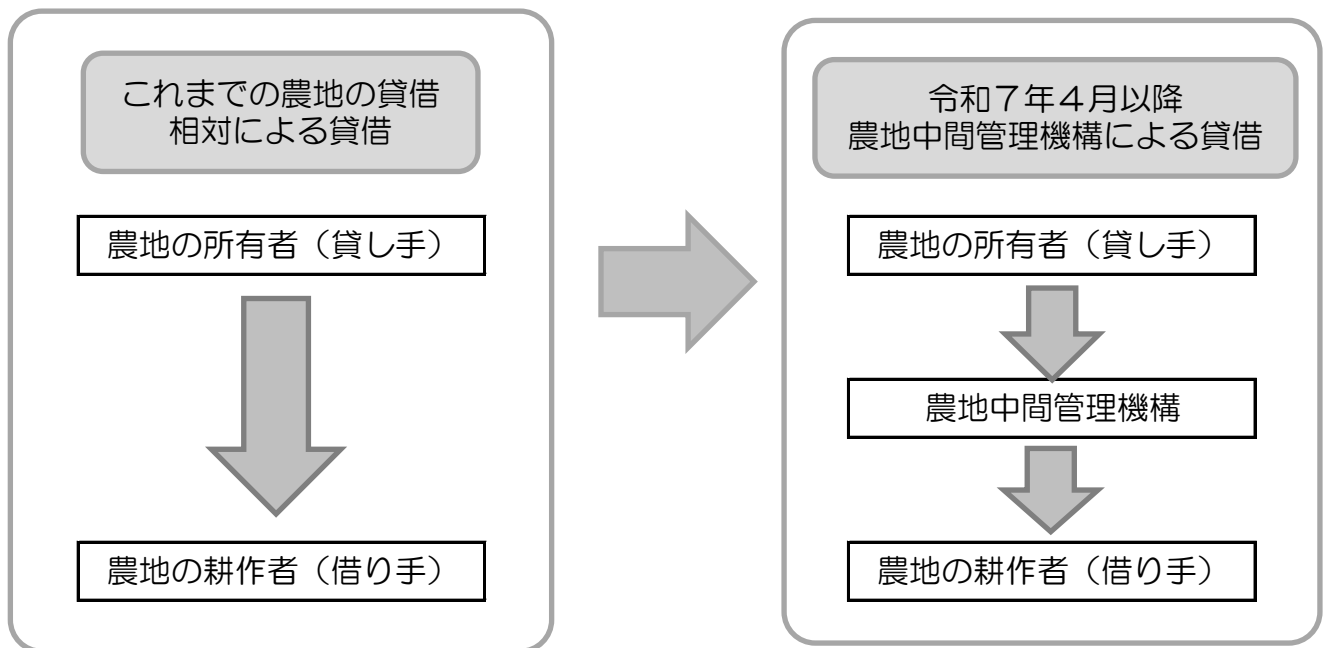 これまでの農地の貸借
相対による貸借
農地の所有者（貸し手）
農地の耕作者（借り手）
令和７年４月以降
農地中間管理機構による貸借
農地の所有者（貸し手）
農地中間管理機構
農地の耕作者（借り手）